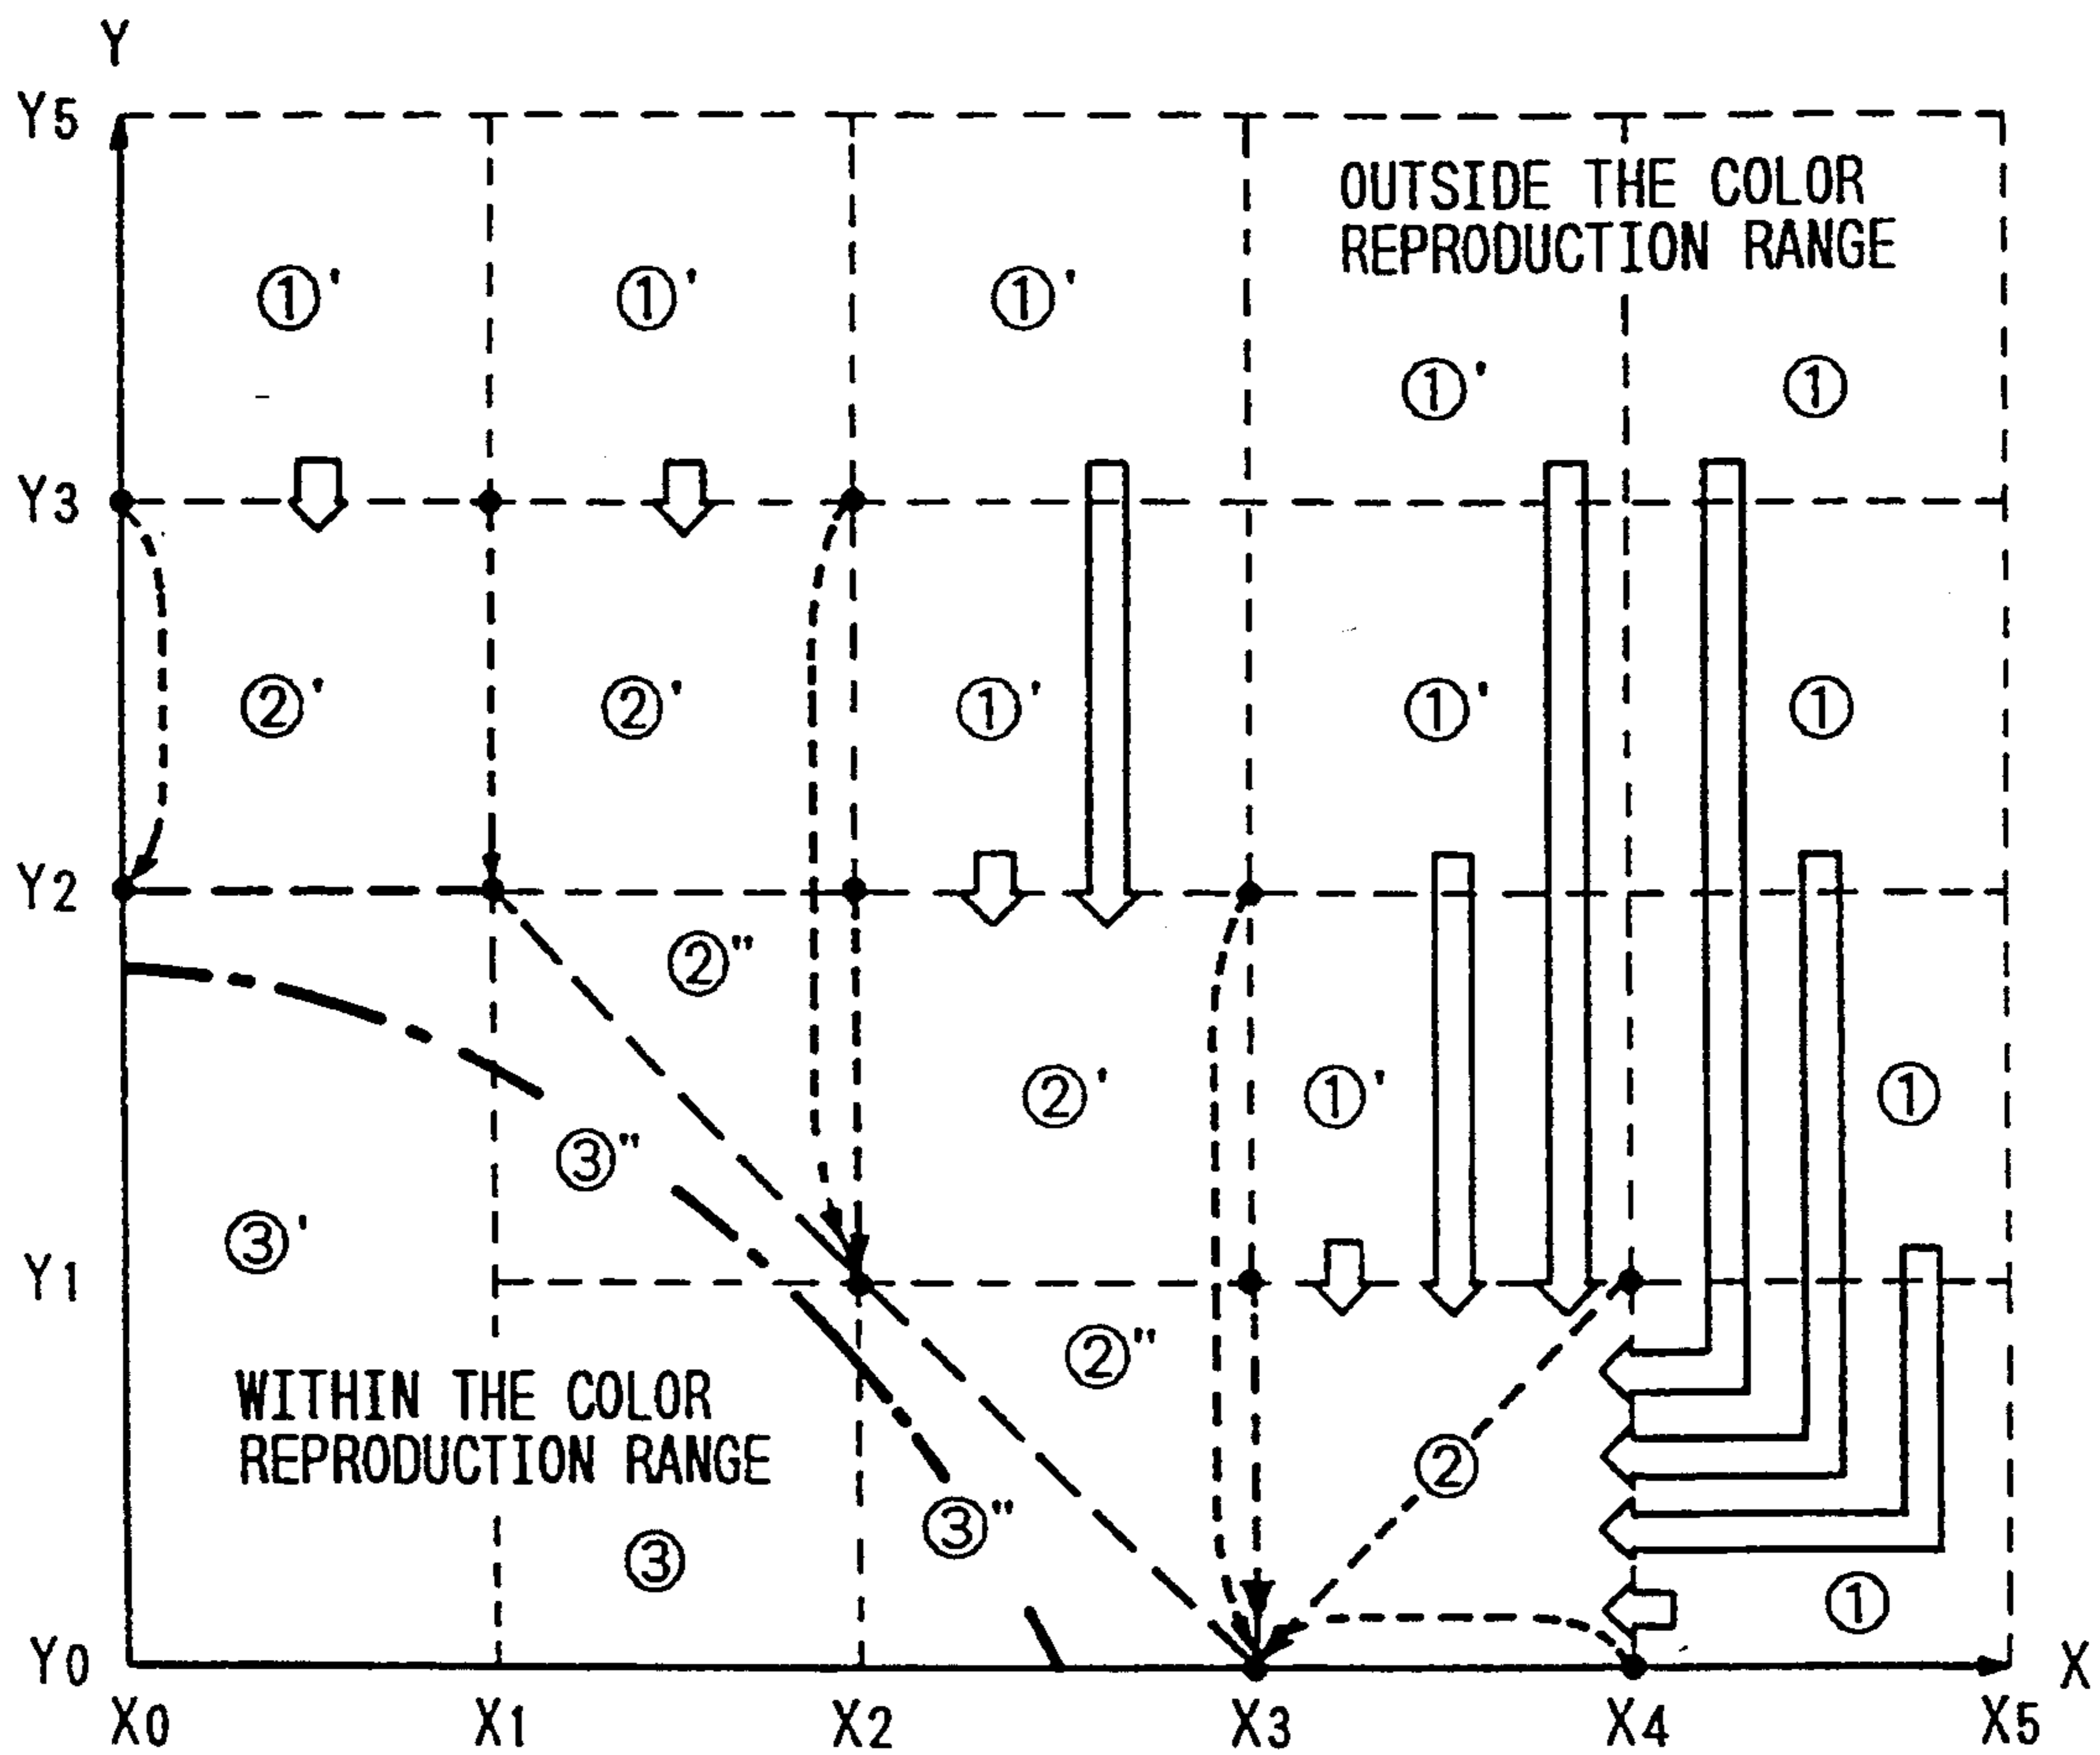 Y
Y5
OUTSIDE THE COLOR
REPRODUCTION RANGE
①' ①' ①'
①' ①
Y3
②' ②' ①' ①' ①
Y2
②"
②' ①' ①
③"
③'
Y1
②"
WITHIN THE COLOR
REPRODUCTION RANGE
②
③"
③
①
Y0 X
X0 X1 X2 X3 X4 X5